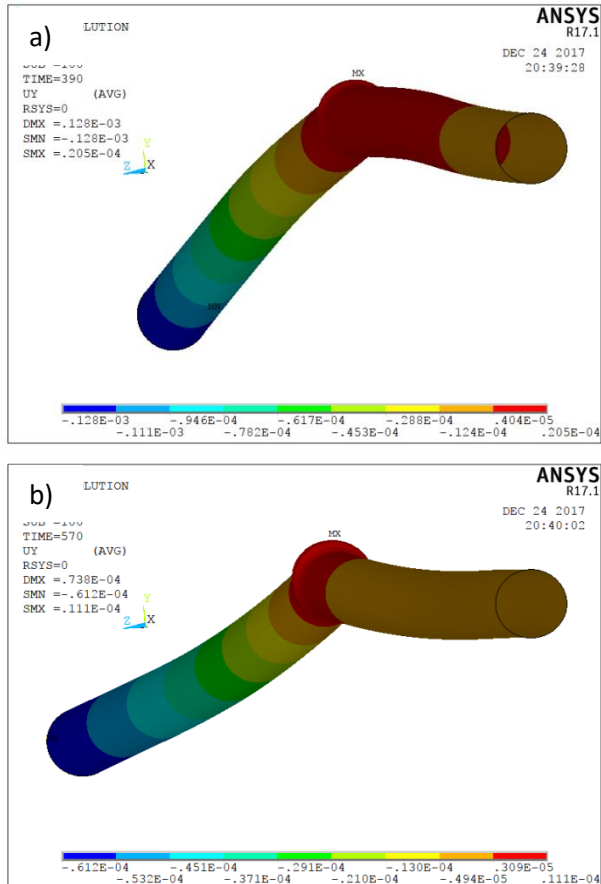 a)
LUTION
ANSYS
R17.1
DEC 24 2017
20:39:28
TIME=390
UY (AVG)
RSYS=0
DMX =.128E-03
SMN =-.128E-03
SMX =.205E-04
MX
Y
Z X
MN
-.128E-03 -.946E-04 -.617E-04 -.288E-04 .404E-05
-.111E-03 -.782E-04 -.453E-04 -.124E-04 .205E-04
b)
LUTION
ANSYS
R17.1
DEC 24 2017
20:40:02
TIME=570
UY (AVG)
RSYS=0
DMX =.738E-04
SMN =-.612E-04
SMX =.111E-04
MX
Y
Z X
-.612E-04 -.451E-04 -.291E-04 -.130E-04 .309E-05
-.532E-04 -.371E-04 -.210E-04 -.494E-05 .111E-04